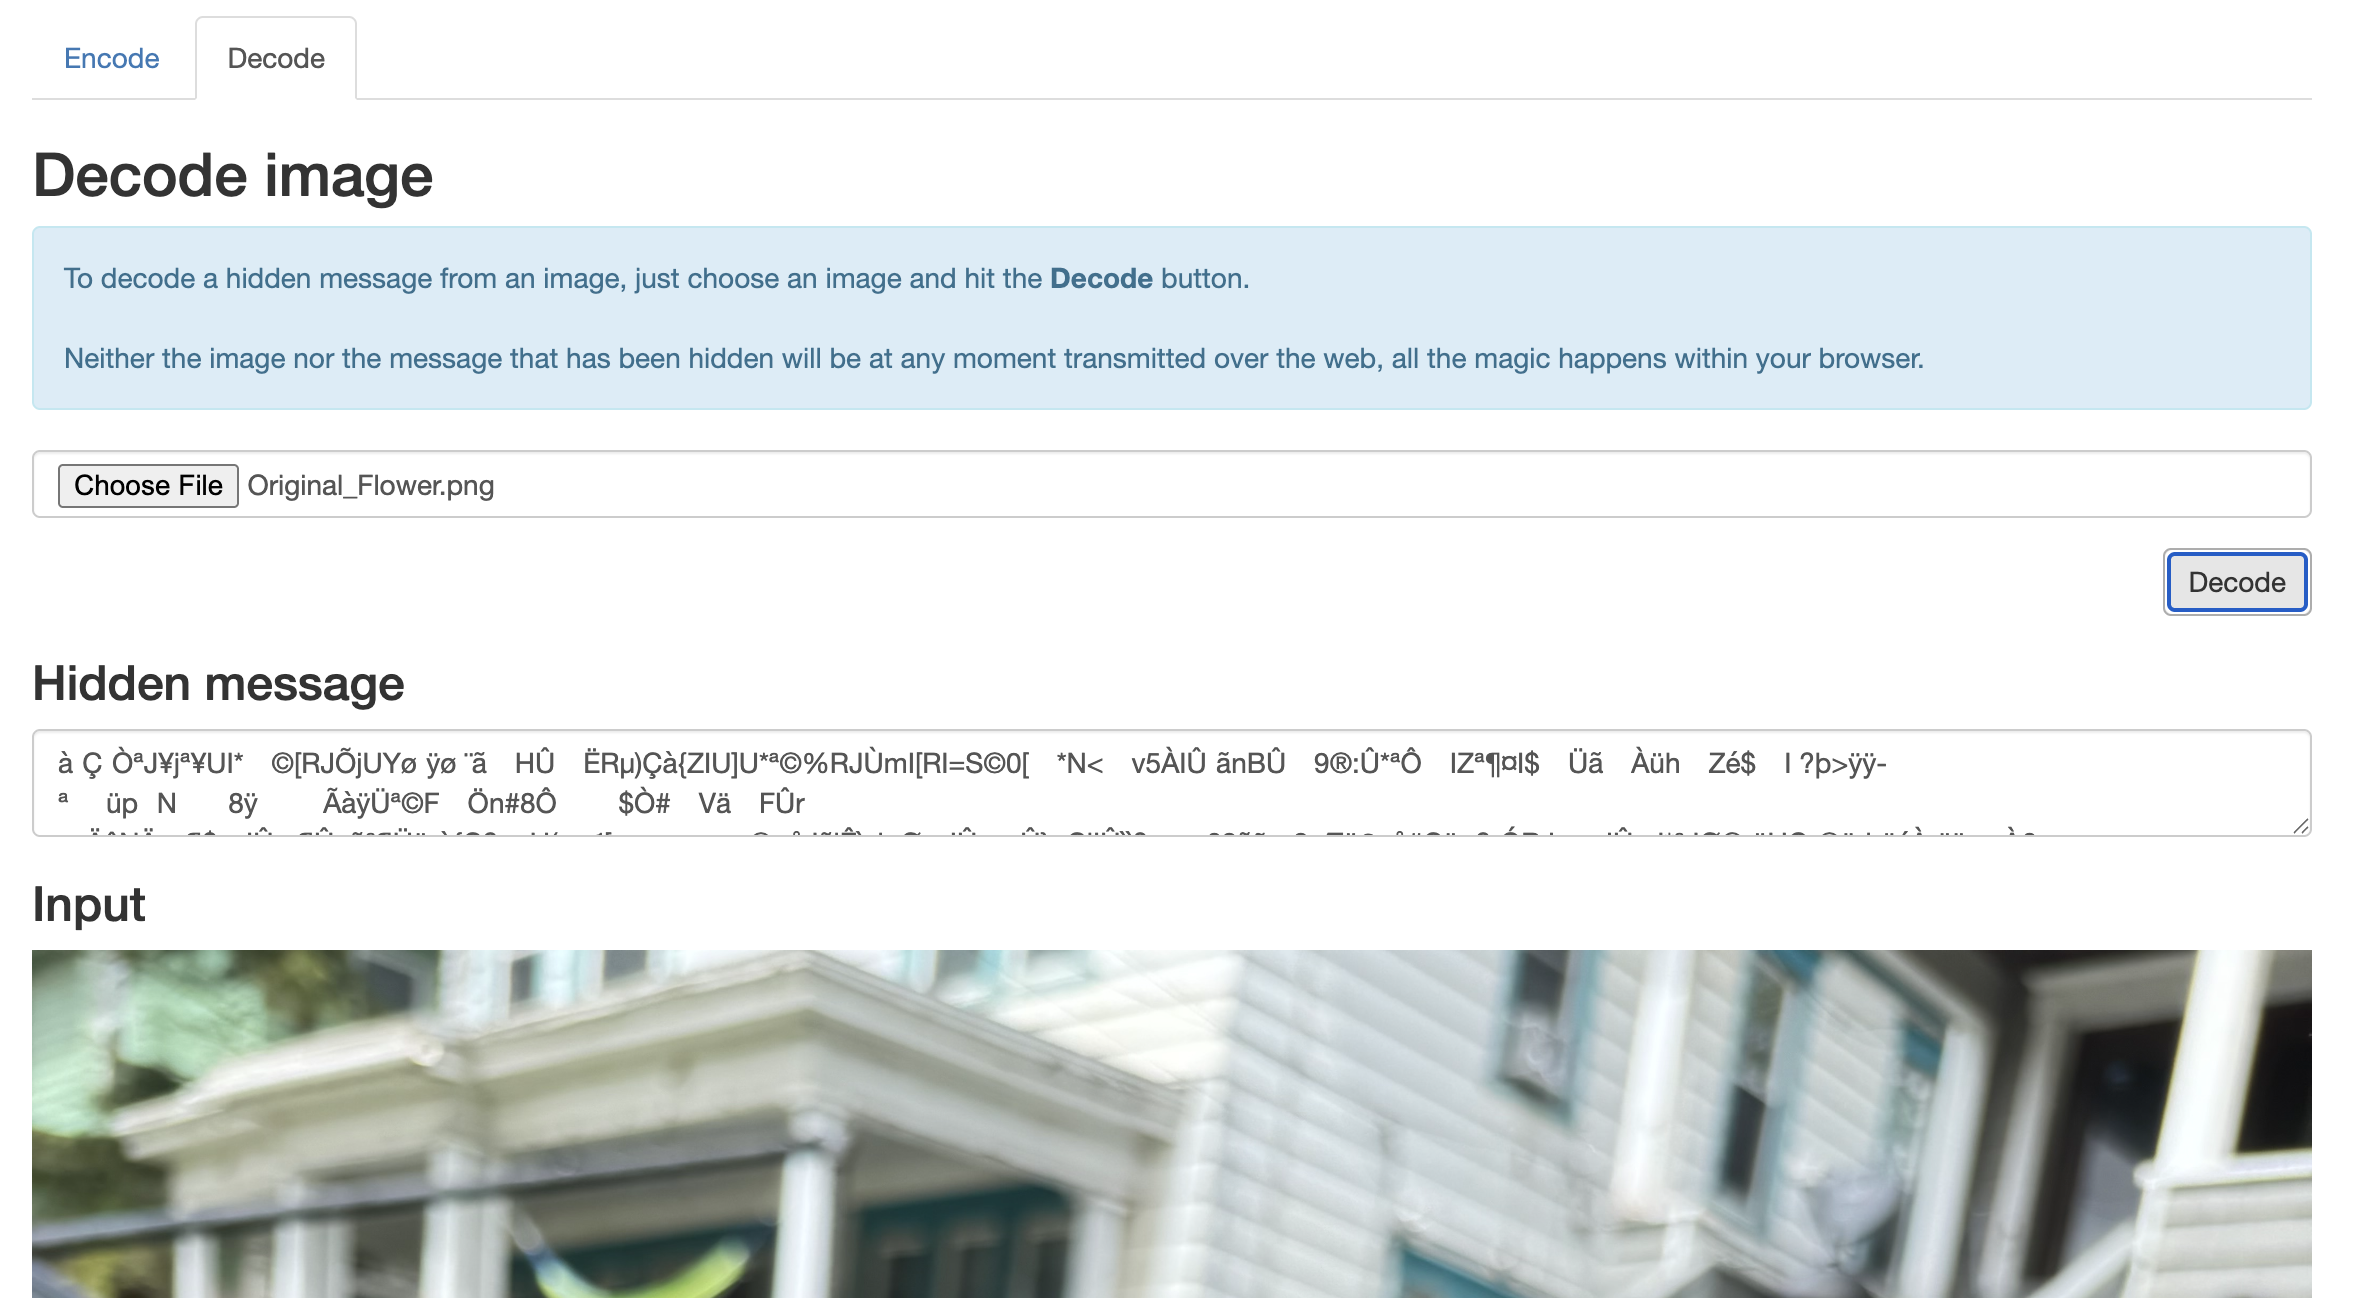 Encode
Decode
Decode image
To decode a hidden message from an image, just choose an image and hit the Decode button.
Neither the image nor the message that has been hidden will be at any moment transmitted over the web, all the magic happens within your browser.
Choose File Original_Flower.png
Decode
Hidden message
à Ç ÒªJ¥jª¥UI* ©[RJÕjUYø ÿø ¨ã HÛ ËRµ)Çà{ZIU]U*ª©%RJÙmI[RI=S©0[ *N< v5ÀIÛ ãnBÛ 9®:Û*ªÔ IZª¶¤I$ Üã Àüh Zé$ I ?þ>ÿÿ-
ª üp N 8ÿ ÃàÿÜª©F Ön#8Ô $Ò# Vä FÛr
Input